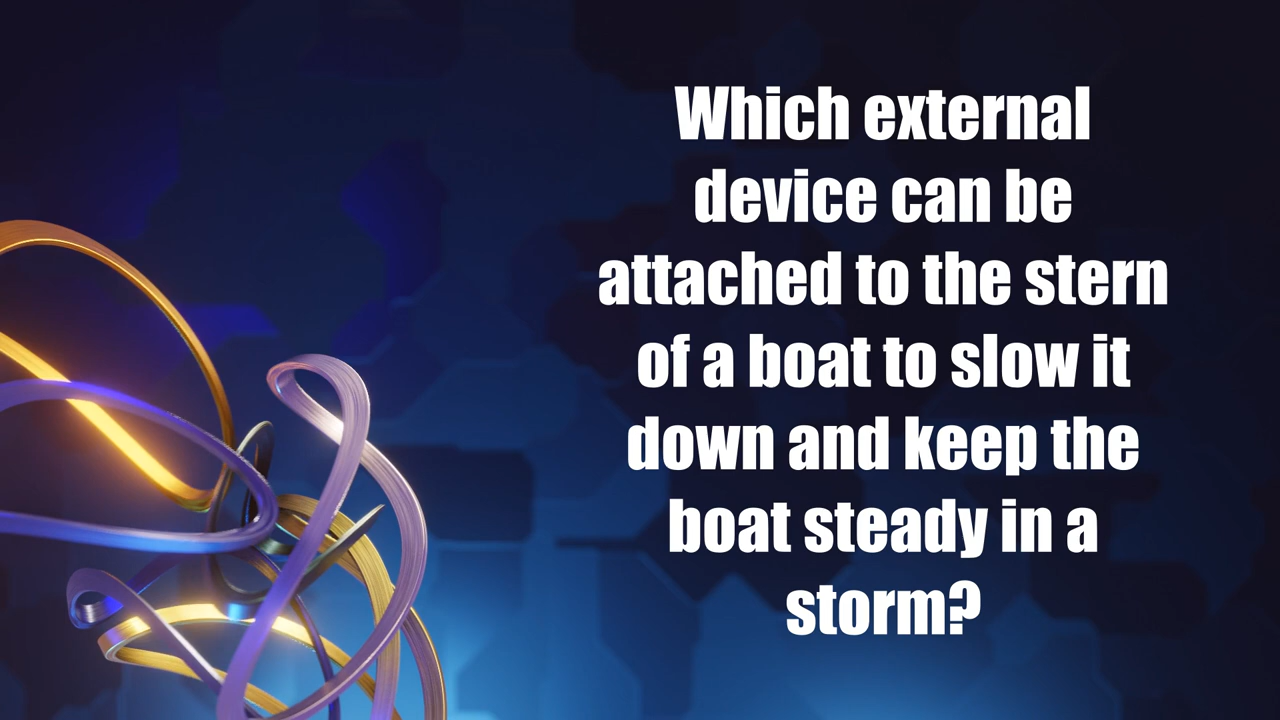 Which external
device can be
attached to the stern
of a boat to slow it
down and keep the
boat steady in a
storm?